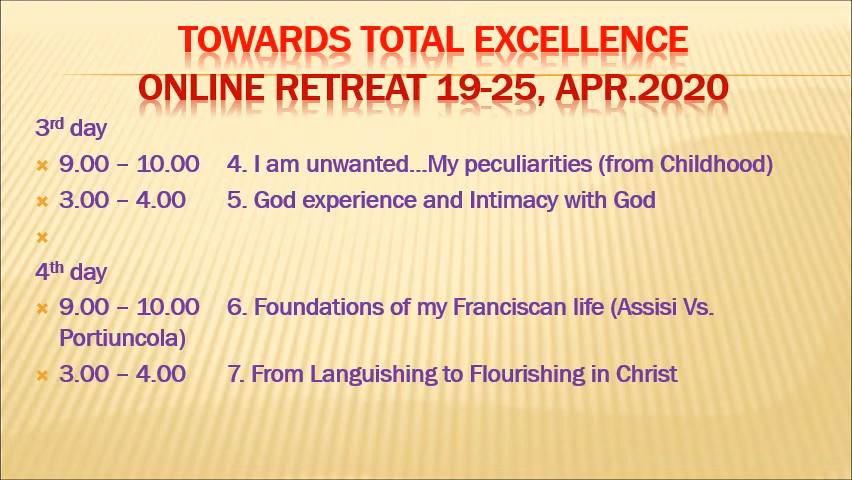 TOWARDS TOTAL EXCELLENCE
ONLINE RETREAT 19-25, APR.2020
3rd day
9.00 – 10.00 4. I am unwanted...My peculiarities (from Childhood)
3.00 – 4.00 5. God experience and Intimacy with God
4th day
9.00 – 10.00 6. Foundations of my Franciscan life (Assisi Vs.
Portiuncola)
3.00 – 4.00 7. From Languishing to Flourishing in Christ